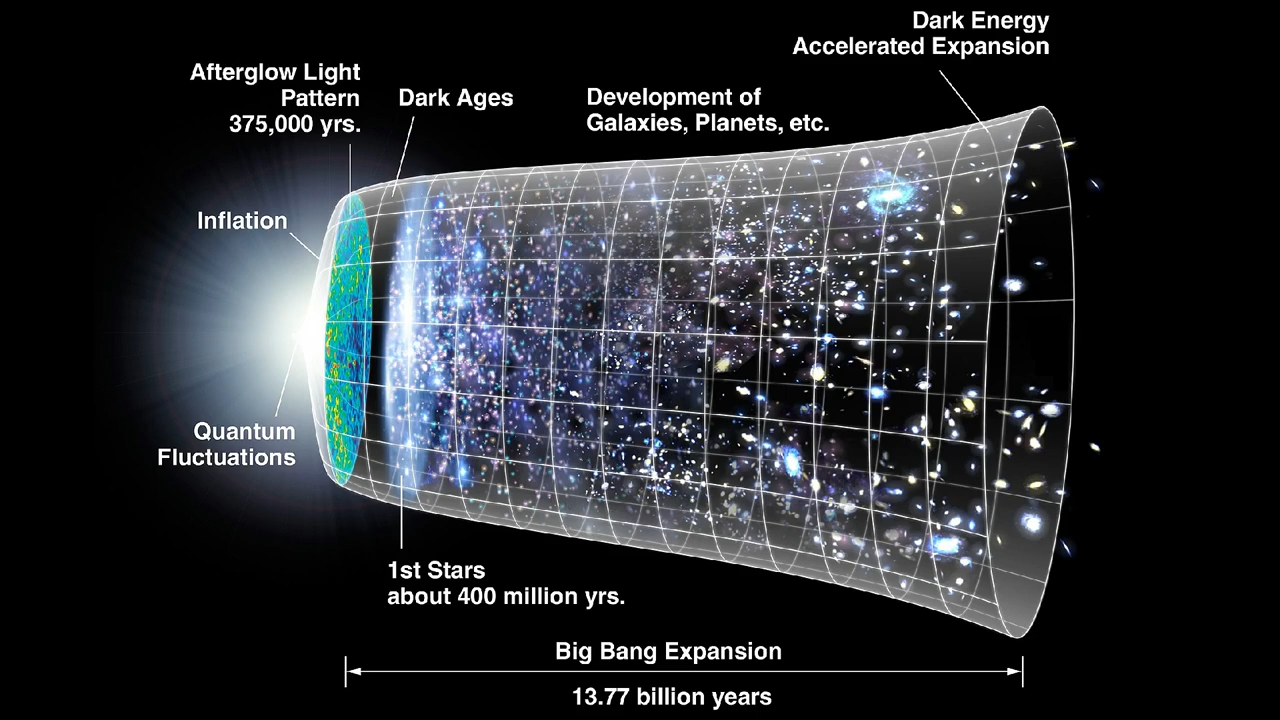 Dark Energy
Accelerated Expansion
Afterglow Light
Pattern
375,000 yrs.
Dark Ages
Development of
Galaxies, Planets, etc.
Inflation
Quantum
Fluctuations
1st Stars
about 400 million yrs.
Big Bang Expansion
13.77 billion years